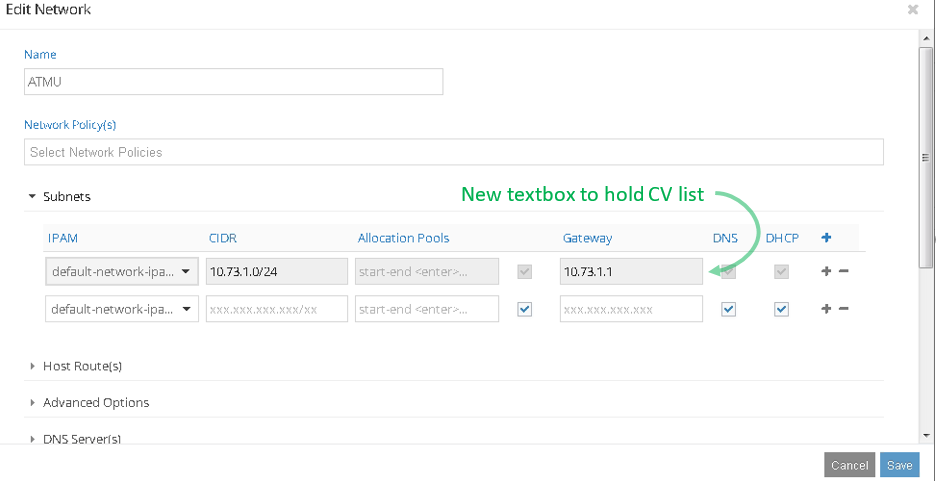 Edit Network
Name
ATMU
Network Policy(s)
Select Network Policies
Subnets
New textbox to hold CV list
IPAM CIDR Allocation Pools Gateway DNS DHCP
default-network-ipa... 10.73.1.0/24 start-end <enter>... 10.73.1.1
default-network-ipa... xxx.xxx.xxx.xxx/xx start-end <enter>... xxx.xxx.xxx.xxx
Host Route(s)
Advanced Options
DNS Server(s)
Cancel Save